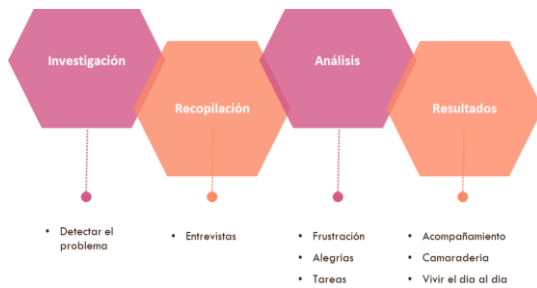 Investigación
Recopilación
Análisis
Resultados
• Detectar el
problema
• Entrevistas
• Frustración
• Alegrías
• Tareas
• Acompañamiento
• Camaradería
• Vivir el día al día